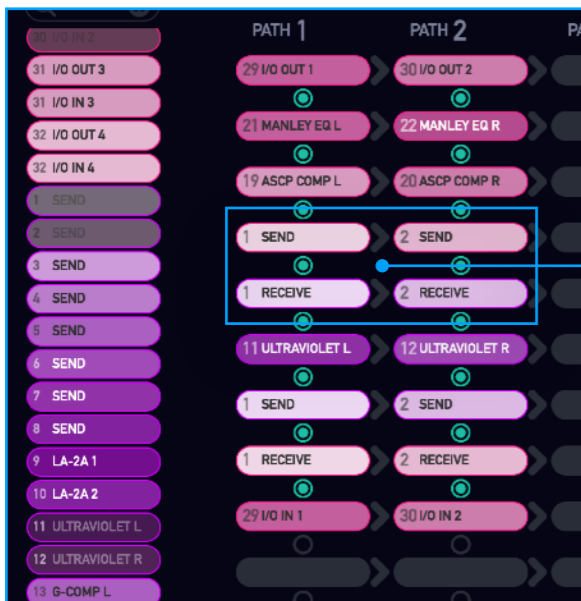 30 I/O IN 2
31 I/O OUT 3
31 I/O IN 3
32 I/O OUT 4
32 I/O IN 4
1 SEND
2 SEND
3 SEND
4 SEND
5 SEND
6 SEND
7 SEND
8 SEND
9 LA-2A 1
10 LA-2A 2
11 ULTRAVIOLET L
12 ULTRAVIOLET R
13 G-COMP L
PATH 1 PATH 2 PA
29 I/O OUT 1 30 I/O OUT 2
21 MANLEY EQ L 22 MANLEY EQ R
19 ASCP COMP L 20 ASCP COMP R
1 SEND 2 SEND
1 RECEIVE 2 RECEIVE
11 ULTRAVIOLET L 12 ULTRAVIOLET R
1 SEND 2 SEND
1 RECEIVE 2 RECEIVE
29 I/O IN 1 30 I/O IN 2